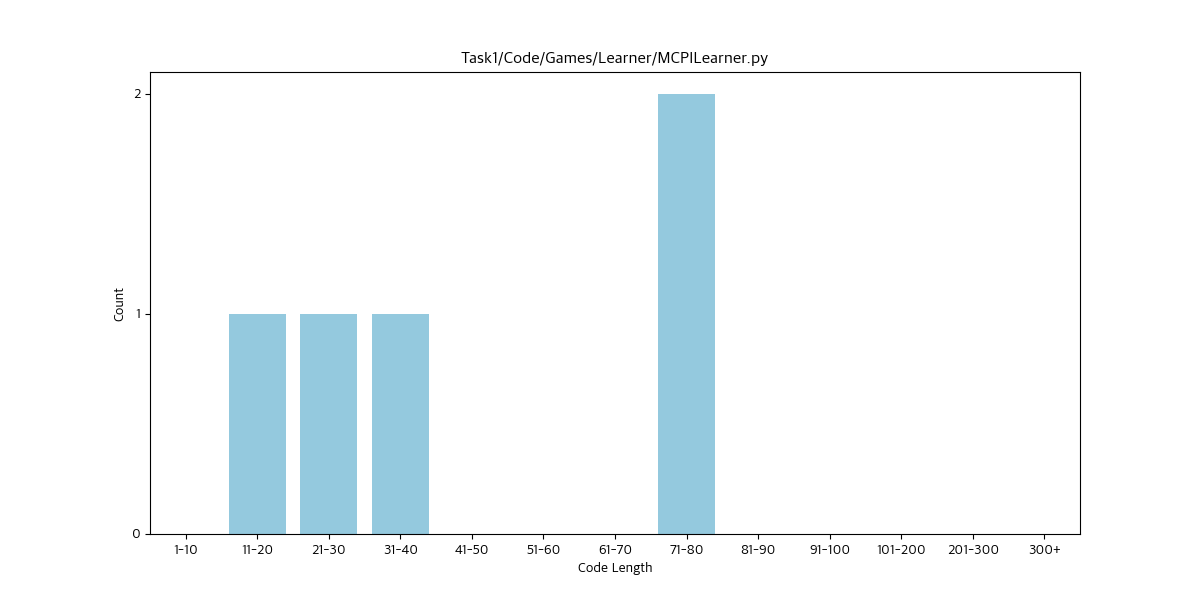 Task1/Code/Games/Learner/MCPILearner.py
Count
2
1
0
1-10 11-20 21-30 31-40 41-50 51-60 61-70 71-80 81-90 91-100 101-200 201-300 300+
Code Length